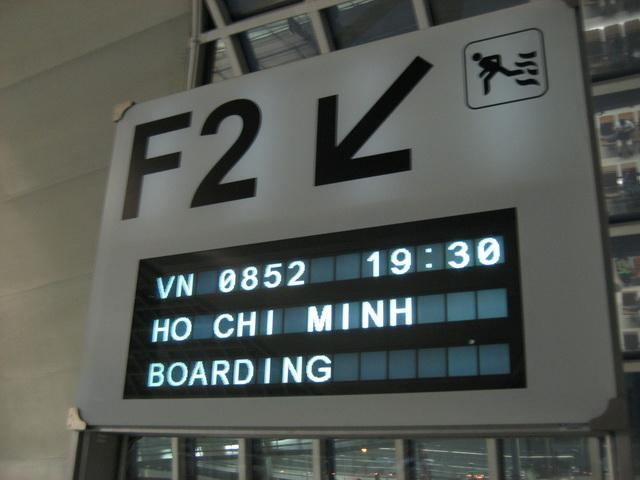 F2
VN 0852 19:30
HO CHI MINH
BOARDING